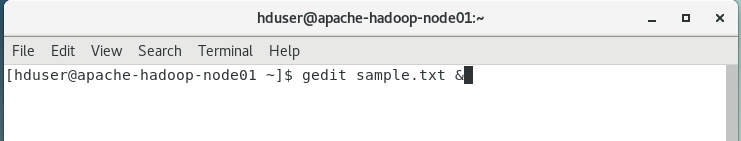 hduser@apache-hadoop-node01:~
File Edit View Search Terminal Help
[hduser@apache-hadoop-node01 ~]$ gedit sample.txt &